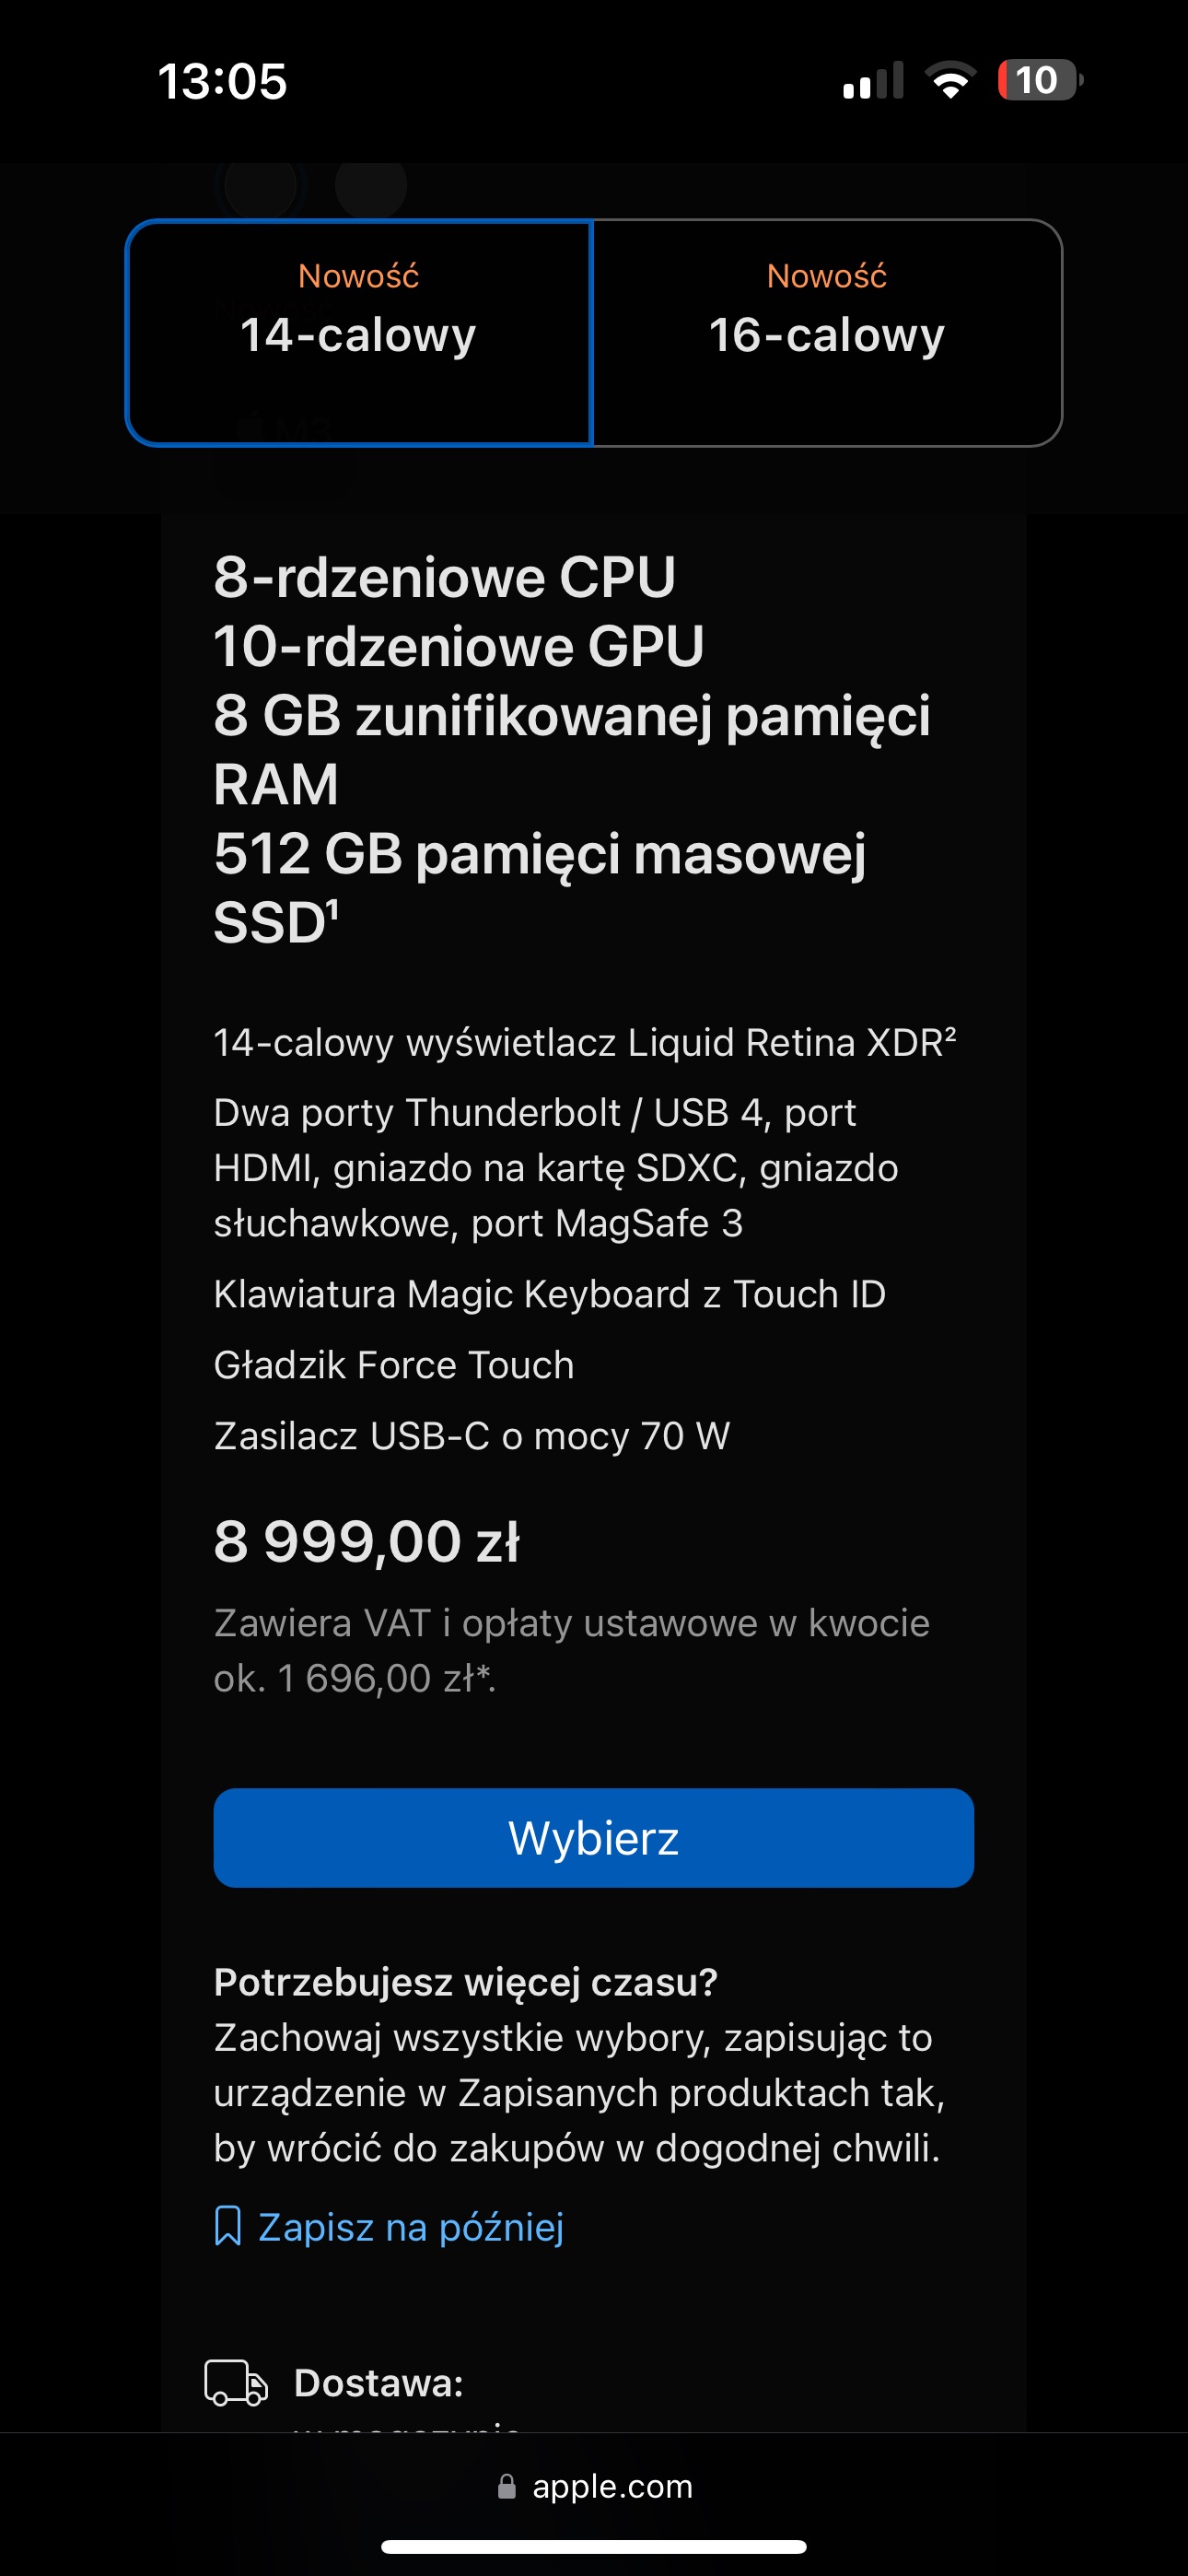 13:05
10
Nowość
14-calowy
Nowość
16-calowy
M3
8-rdzeniowe CPU
10-rdzeniowe GPU
8 GB zunifikowanej pamięci
RAM
512 GB pamięci masowej
SSD¹
14-calowy wyświetlacz Liquid Retina XDR²
Dwa porty Thunderbolt / USB 4, port
HDMI, gniazdo na kartę SDXC, gniazdo
słuchawkowe, port MagSafe 3
Klawiatura Magic Keyboard z Touch ID
Gładzik Force Touch
Zasilacz USB-C o mocy 70 W
8 999,00 zł
Zawiera VAT i opłaty ustawowe w kwocie
ok. 1 696,00 zł*.
Wybierz
Potrzebujesz więcej czasu?
Zachowaj wszystkie wybory, zapisując to
urządzenie w Zapisanych produktach tak,
by wrócić do zakupów w dogodnej chwili.
Zapisz na później
Dostawa:
apple.com